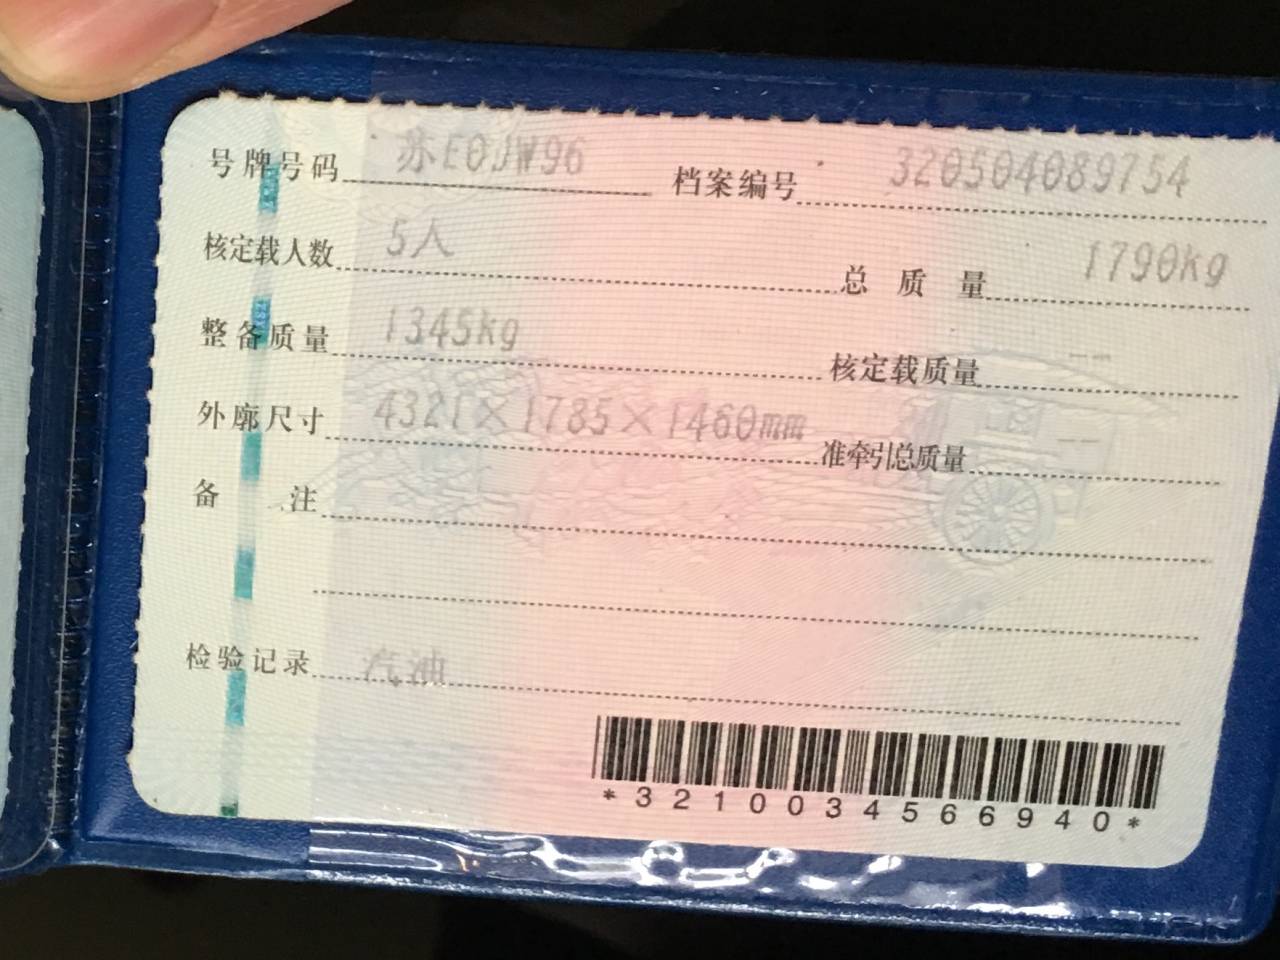 号牌号码 苏E0JW96 档案编号 320504089754
核定载人数 5人 总质量 1790kg
整备质量 1345kg 核定载质量 --
外廓尺寸 4321×1785×1460mm 准牵引总质量 --
备注
检验记录 汽油
*3210034566940*